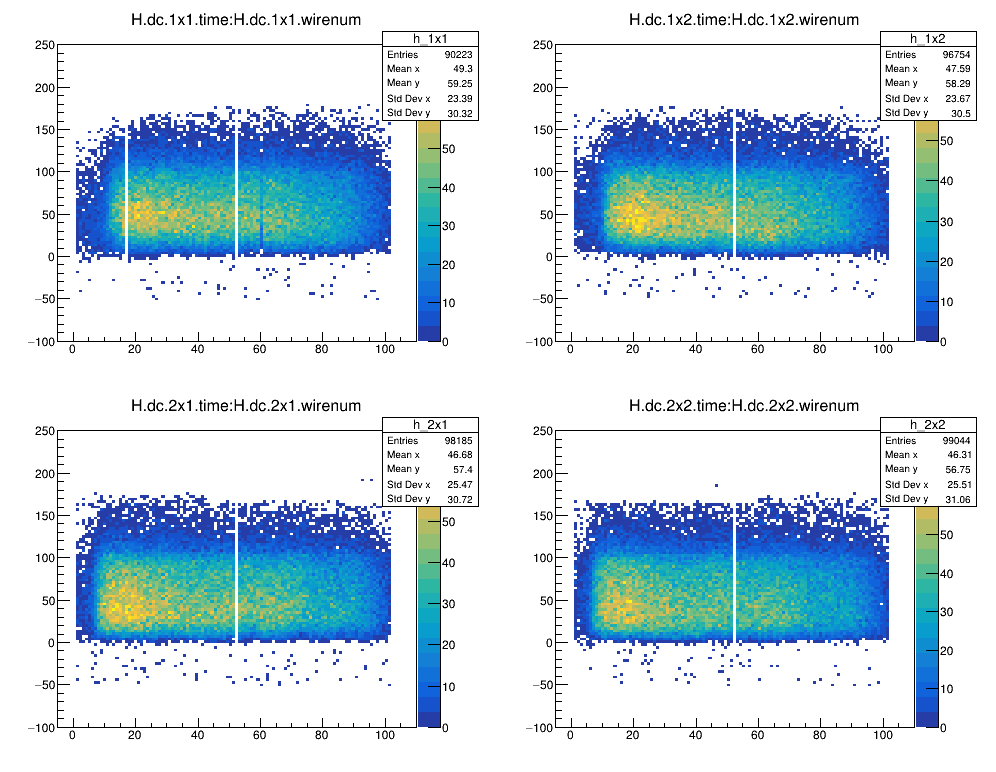 H.dc.1x1.time:H.dc.1x1.wirenum
h_1x1
Entries 90223
Mean x 49.3
Mean y 59.25
Std Dev x 23.39
Std Dev y 30.32
250
200
150
100
50
0
−50
−100
0 20 40 60 80 100
50
40
30
20
10
0
H.dc.1x2.time:H.dc.1x2.wirenum
h_1x2
Entries 96754
Mean x 47.59
Mean y 58.29
Std Dev x 23.67
Std Dev y 30.5
250
200
150
100
50
0
−50
−100
0 20 40 60 80 100
50
40
30
20
10
0
H.dc.2x1.time:H.dc.2x1.wirenum
h_2x1
Entries 98185
Mean x 46.68
Mean y 57.4
Std Dev x 25.47
Std Dev y 30.72
250
200
150
100
50
0
−50
−100
0 20 40 60 80 100
50
40
30
20
10
0
H.dc.2x2.time:H.dc.2x2.wirenum
h_2x2
Entries 99044
Mean x 46.31
Mean y 56.75
Std Dev x 25.51
Std Dev y 31.06
250
200
150
100
50
0
−50
−100
0 20 40 60 80 100
50
40
30
20
10
0